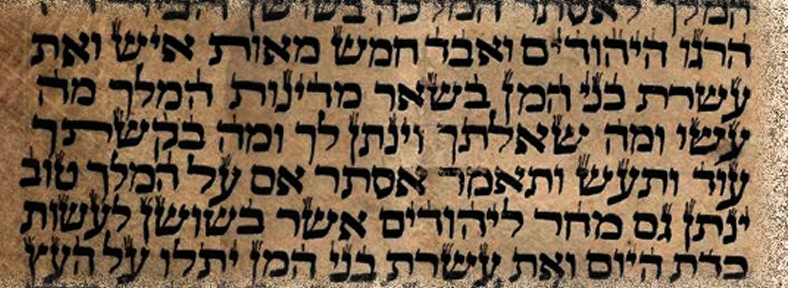 המלך לאסתר המלכה בשושן הבירה
הרגו היהודים ואבד חמש מאות איש ואת
עשרת בני המן בשאר מדינות המלך מה
עשו ומה שאלתך וינתן לך ומה בקשתך
עוד ותעש ותאמר אסתר אם על המלך טוב
ינתן גם מחר ליהודים אשר בשושן לעשות
כדת היום ואת עשרת בני המן יתלו על העץ